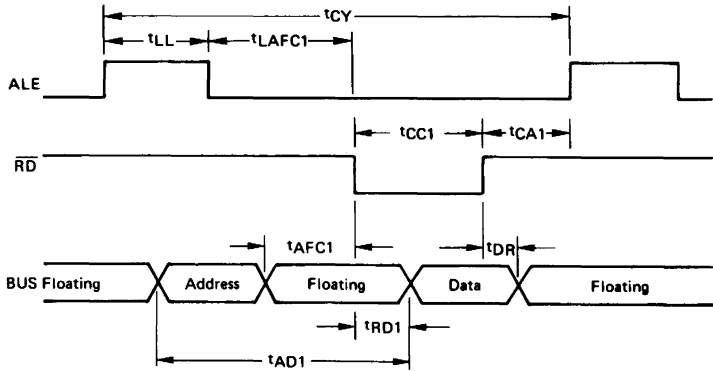 tCY
tLL
tLAFC1
ALE
tCC1
tCA1
RD
tAFC1
tDR
BUS Floating
Address
Floating
Data
Floating
tRD1
tAD1